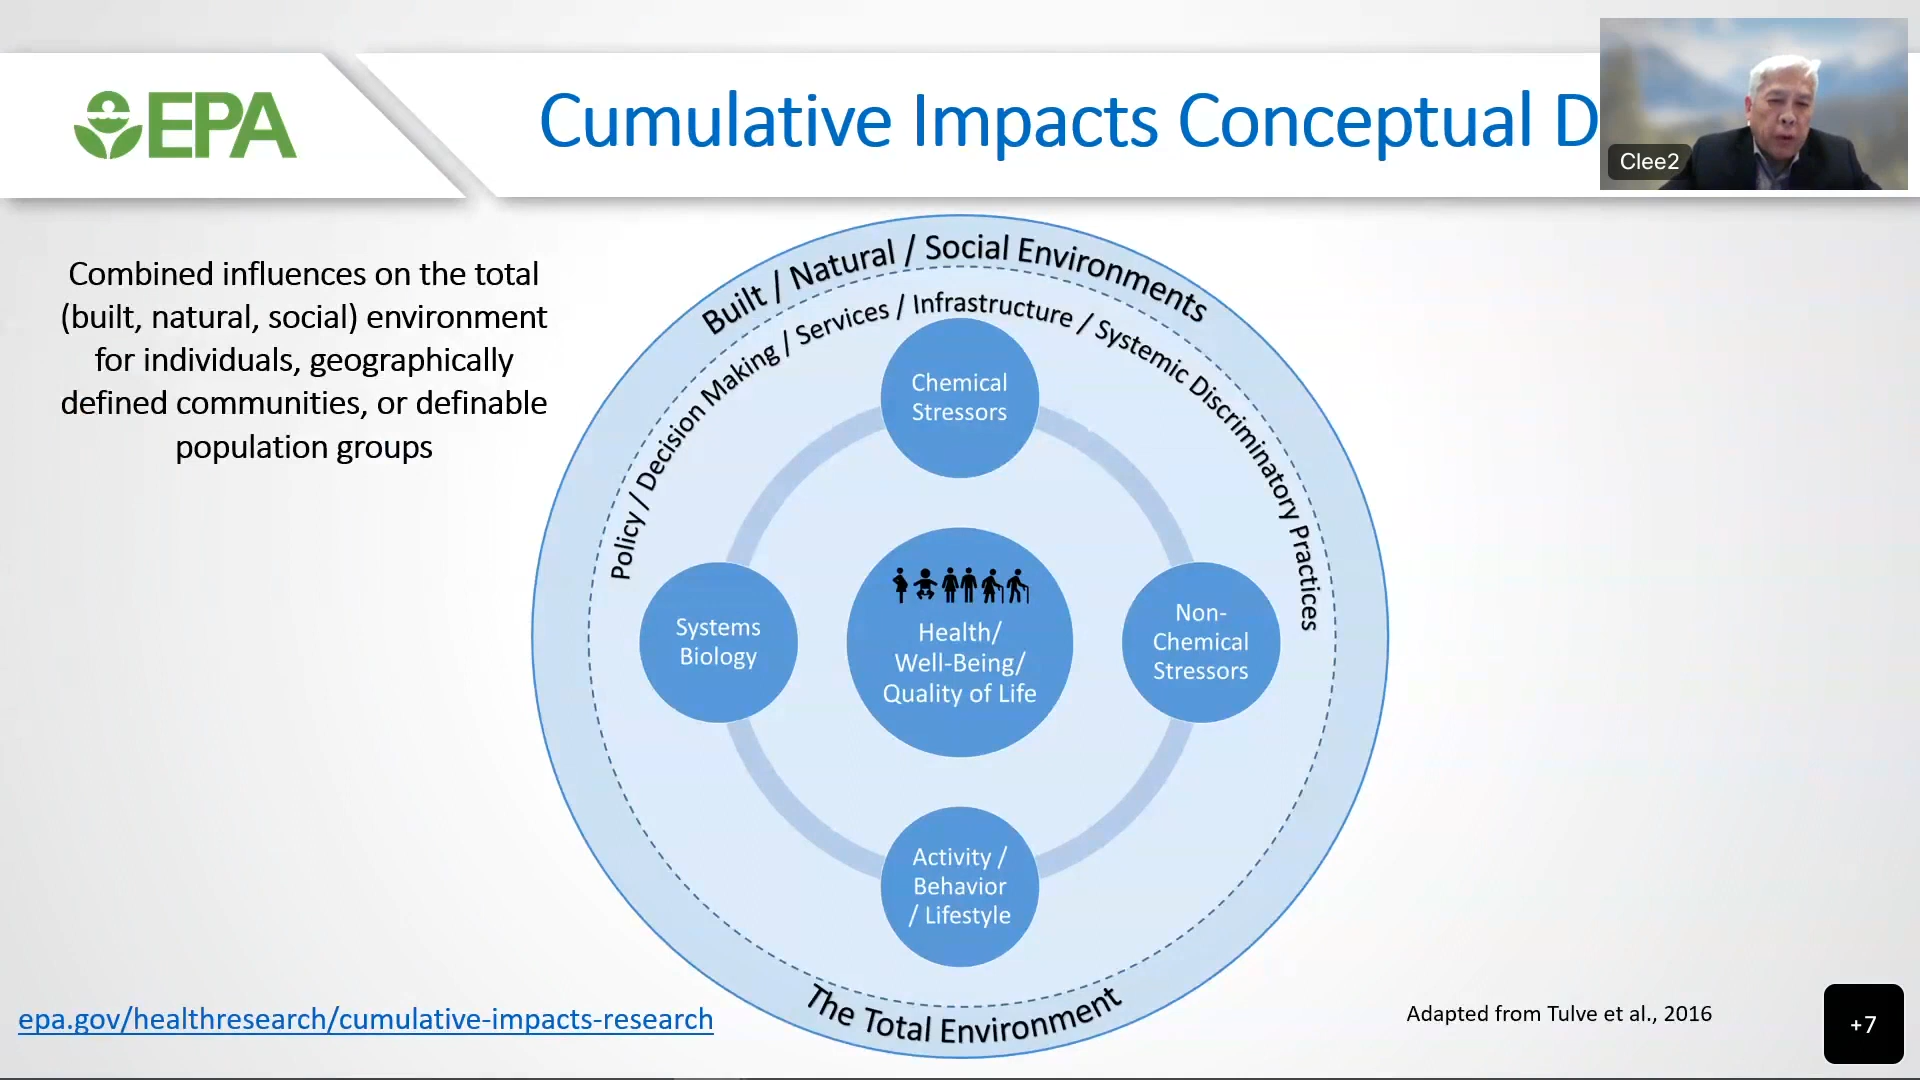 EPA
Cumulative Impacts Conceptual D
Clee2
Combined influences on the total
(built, natural, social) environment
for individuals, geographically
defined communities, or definable
population groups
Built / Natural / Social Environments
Policy / Decision Making / Services / Infrastructure / Systemic Discriminatory Practices
Chemical
Stressors
Systems
Biology
Health/
Well-Being/
Quality of Life
Non-
Chemical
Stressors
Activity /
Behavior
/ Lifestyle
The Total Environment
epa.gov/healthresearch/cumulative-impacts-research
Adapted from Tulve et al., 2016
+7